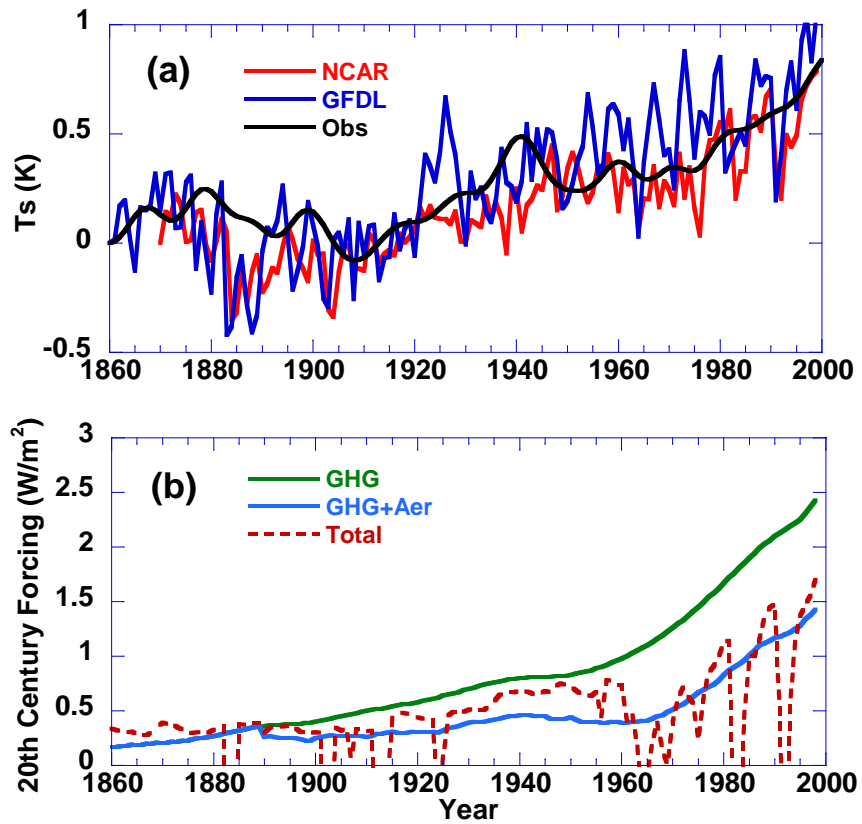 1
(a)
NCAR
GFDL
Obs
0.5
0
-0.5
Ts (K)
1860 1880 1900 1920 1940 1960 1980 2000
3
(b)
GHG
GHG+Aer
Total
2.5
2
1.5
1
0.5
0
20th Century Forcing (W/m²)
1860 1880 1900 1920 1940 1960 1980 2000
Year